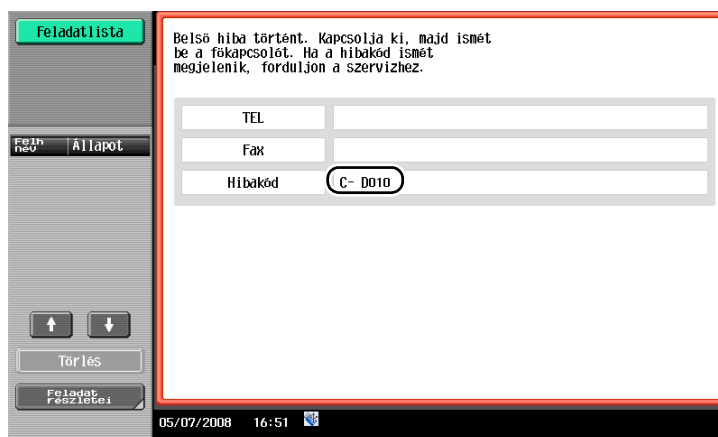 Feladatlista
Belsö hiba történt. Kapcsolja ki, majd ismét
be a fökapcsolót. Ha a hibakód ismét
megjelenik, forduljon a szervizhez.
TEL
Felh
név
Állapot
Fax
Hibakód
C- D010
Törlés
Feladat
részletei
05/07/2008 16:51